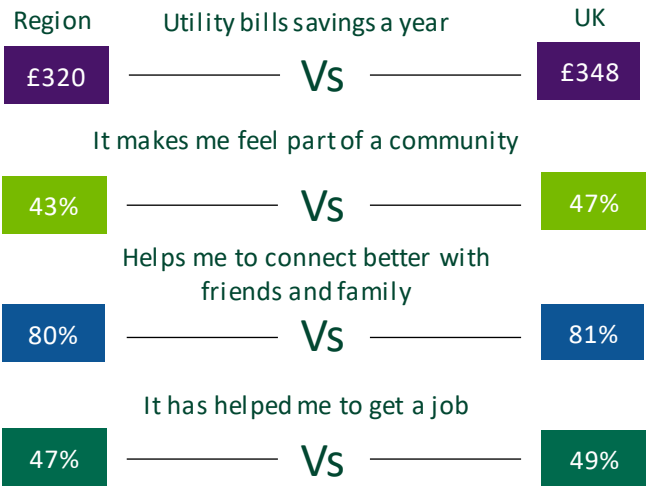 Region Utility bills savings a year UK
£320 Vs £348
It makes me feel part of a community
43% Vs 47%
Helps me to connect better with
friends and family
80% Vs 81%
It has helped me to get a job
47% Vs 49%